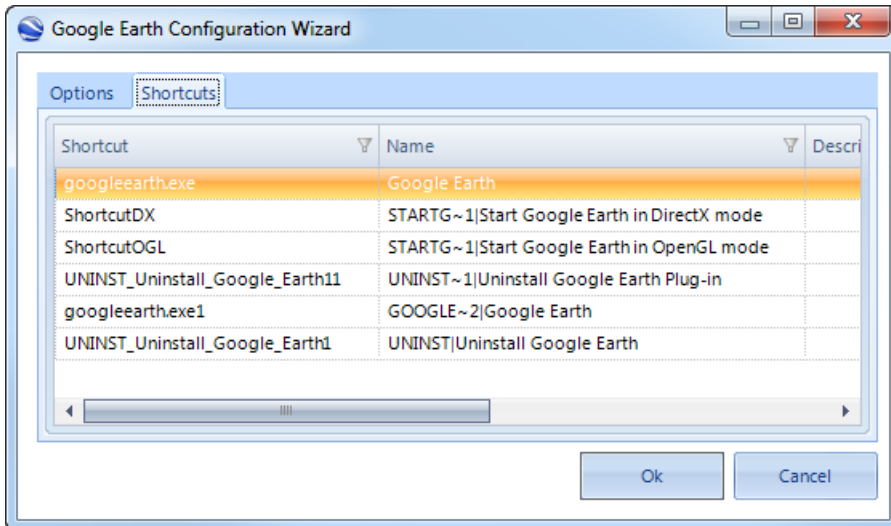 Google Earth Configuration Wizard
Options Shortcuts
Shortcut Name Descri
googleearth.exe Google Earth
ShortcutDX STARTG~1|Start Google Earth in DirectX mode
ShortcutOGL STARTG~1|Start Google Earth in OpenGL mode
UNINST_Uninstall_Google_Earth11 UNINST~1|Uninstall Google Earth Plug-in
googleearth.exe1 GOOGLE~2|Google Earth
UNINST_Uninstall_Google_Earth1 UNINST|Uninstall Google Earth
Ok Cancel